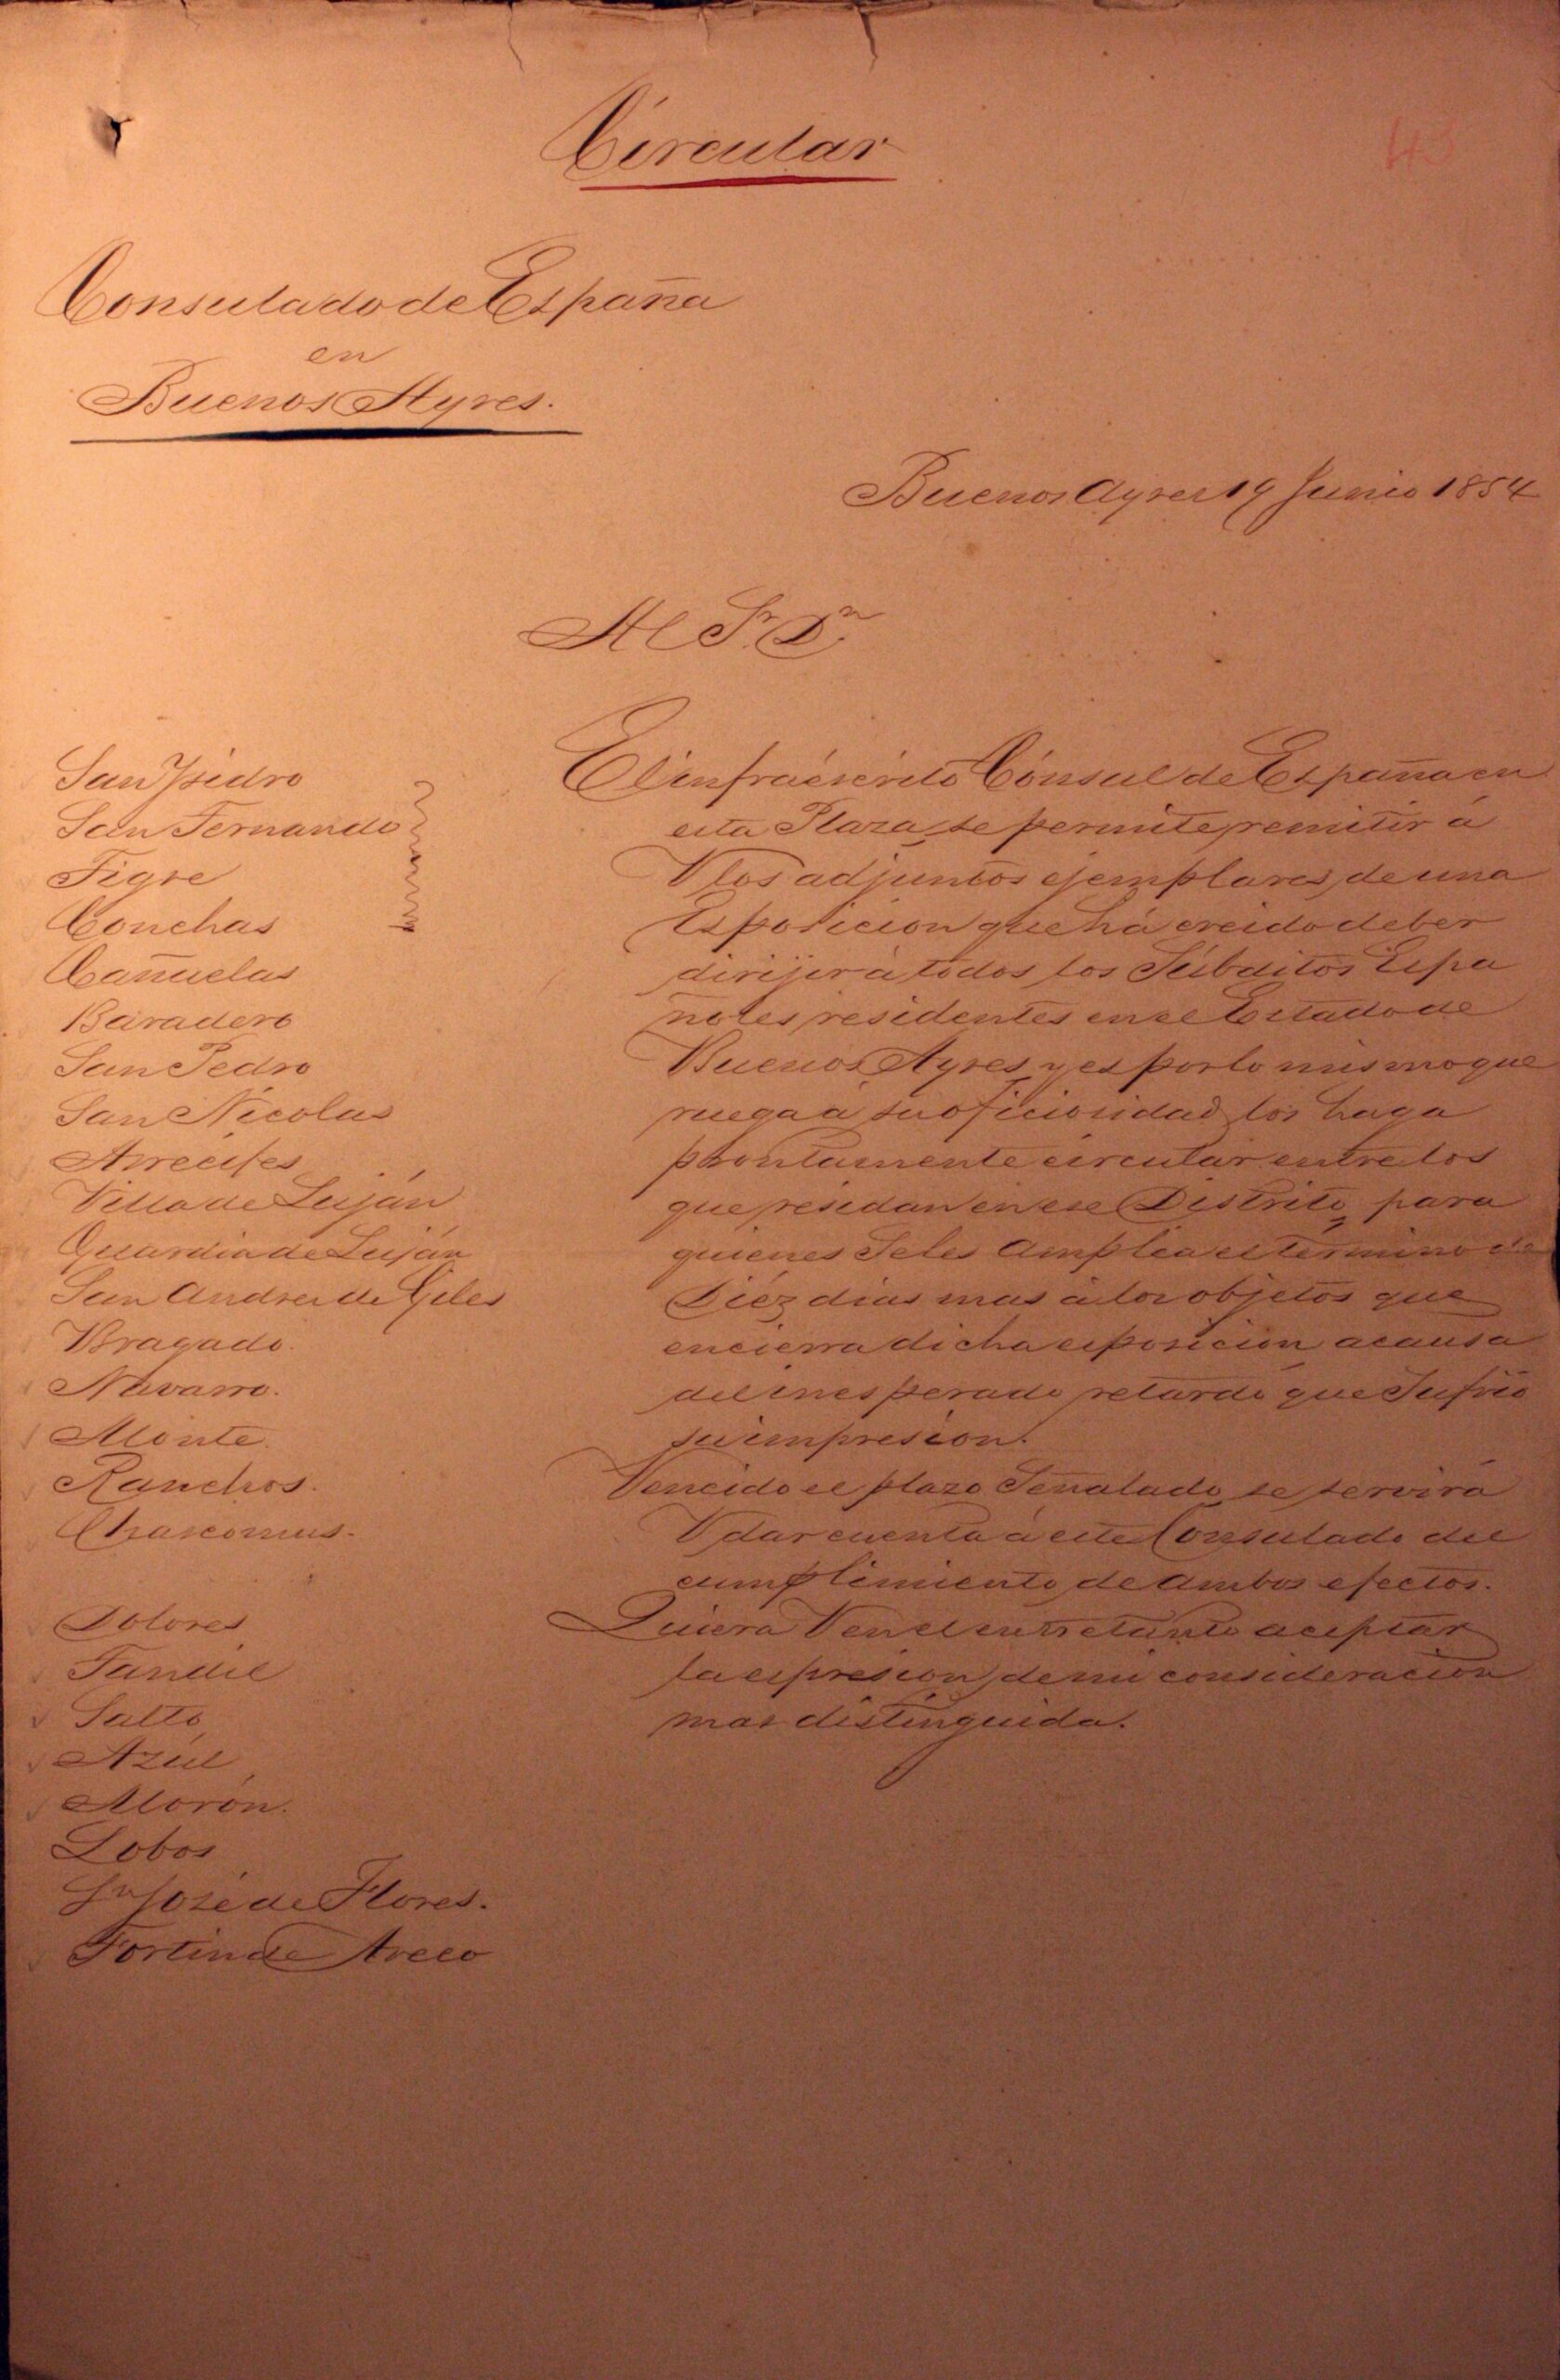 Circular
43
Consulado de España
en
Buenos Ayres.
Buenos Ayres 19 Junio 1854
Al Sr. Dn.
San Ysidro
San Fernando
Tigre
Conchas
Cañuelas
Baradero
San Pedro
San Nicolas
Arrecifes
Villa de Luján
Guardia de Luján
San Andres de Giles
Bragado.
Navarro.
Monte.
Ranchos.
Chascomus.
Dolores
Tandil
Salto
Azul
Morón.
Lobos
Sn José de Flores.
Fortin de Areco
El infraéscrito Cónsul de España en
esta Plaza, se permite remitir á
V los adjuntos ejemplares de una
Esposicion que há creido deber
dirijir á todos los Súbditos Espa
ñoles residentes en el Estado de
Buenos Ayres, y es por lo mismo que
ruega á su oficiosidad los haga
prontamente circular entre los
que residan en ese Distrito, para
quienes Se les amplia el término de
Diéz dias mas á los objetos que
encierra dicha esposicion a causa
del inesperado retardo que Sufrió
su impresion.
Vencido el plazo Señalado, se servirá
V dar cuenta á este Consulado del
cumplimiento de ambos efectos.
Quiera V en el entretanto aceptar
la espresion de mi consideracion
mas distinguida.